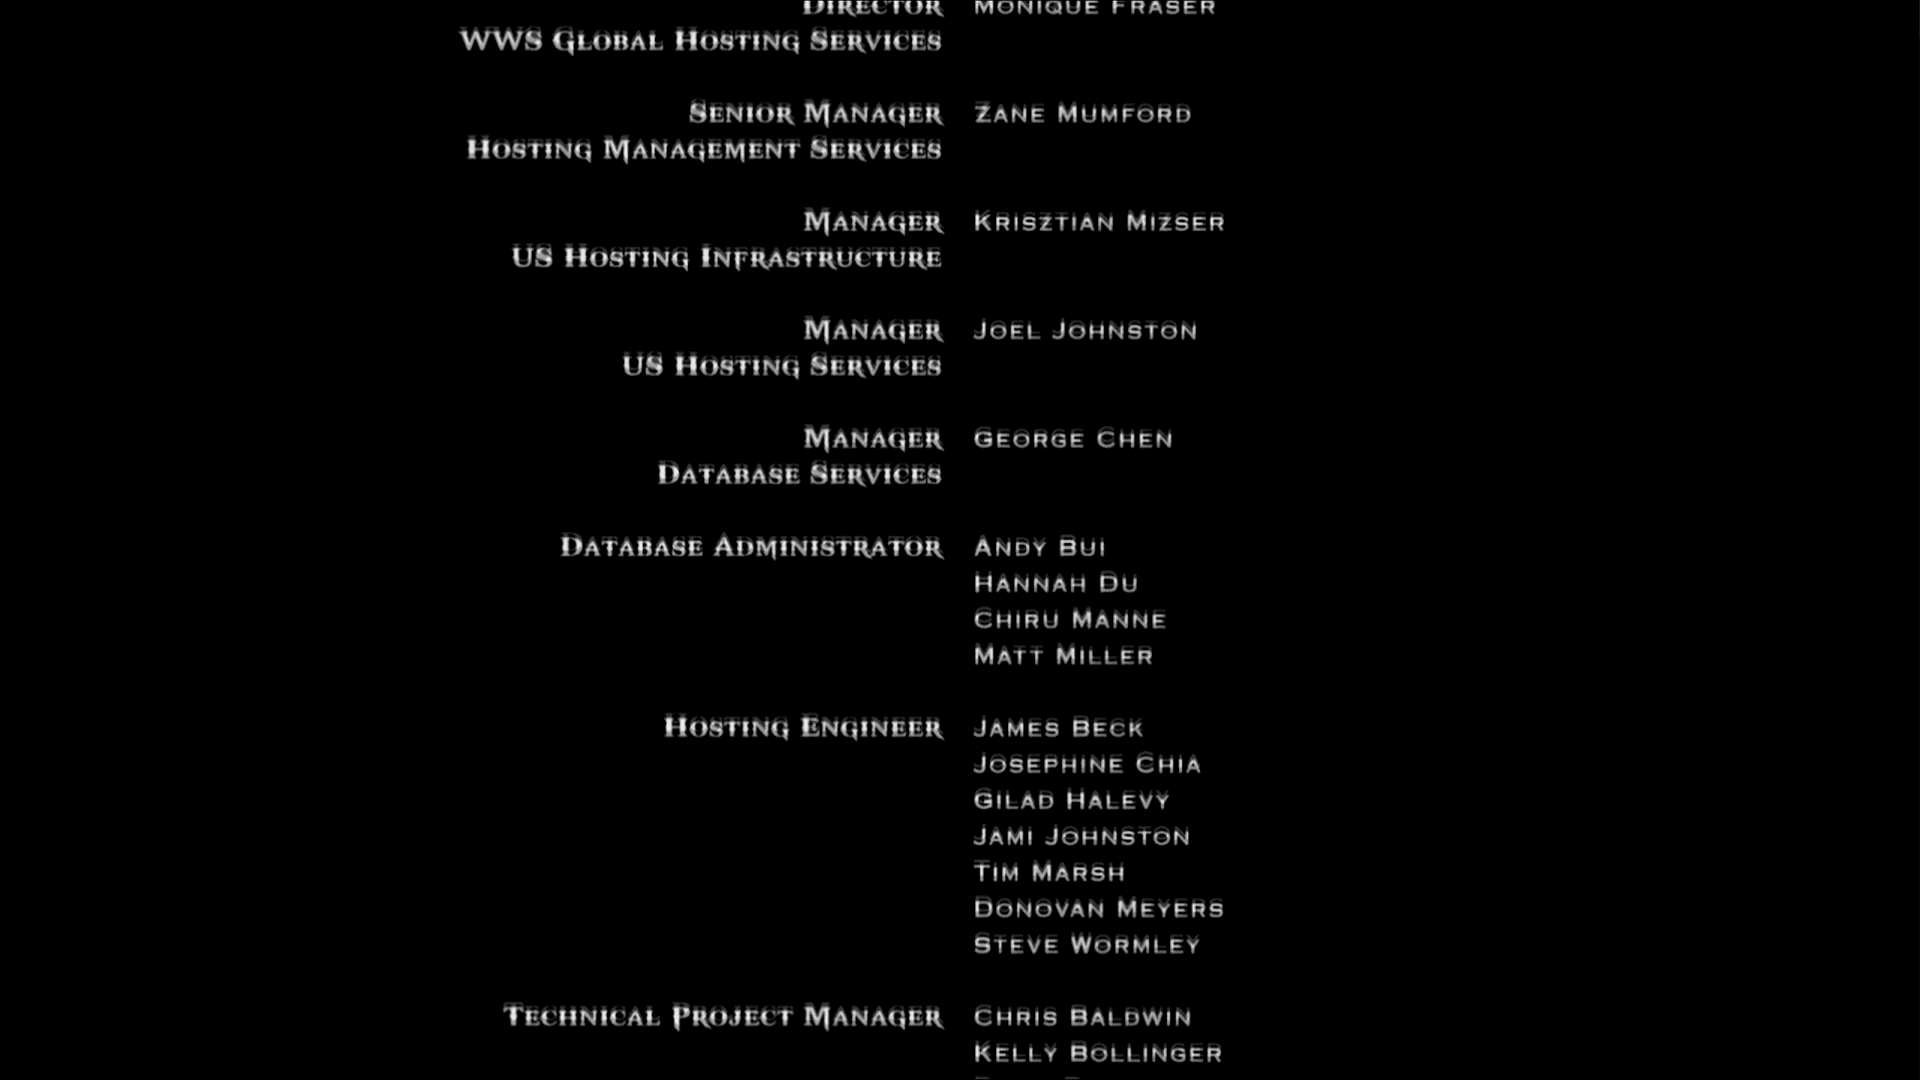 Director Monique Fraser
WWS Global Hosting Services
Senior Manager Zane Mumford
Hosting Management Services
Manager Krisztian Mizser
US Hosting Infrastructure
Manager Joel Johnston
US Hosting Services
Manager George Chen
Database Services
Database Administrator Andy Bui
Hannah Du
Chiru Manne
Matt Miller
Hosting Engineer James Beck
Josephine Chia
Gilad Halevy
Jami Johnston
Tim Marsh
Donovan Meyers
Steve Wormley
Technical Project Manager Chris Baldwin
Kelly Bollinger